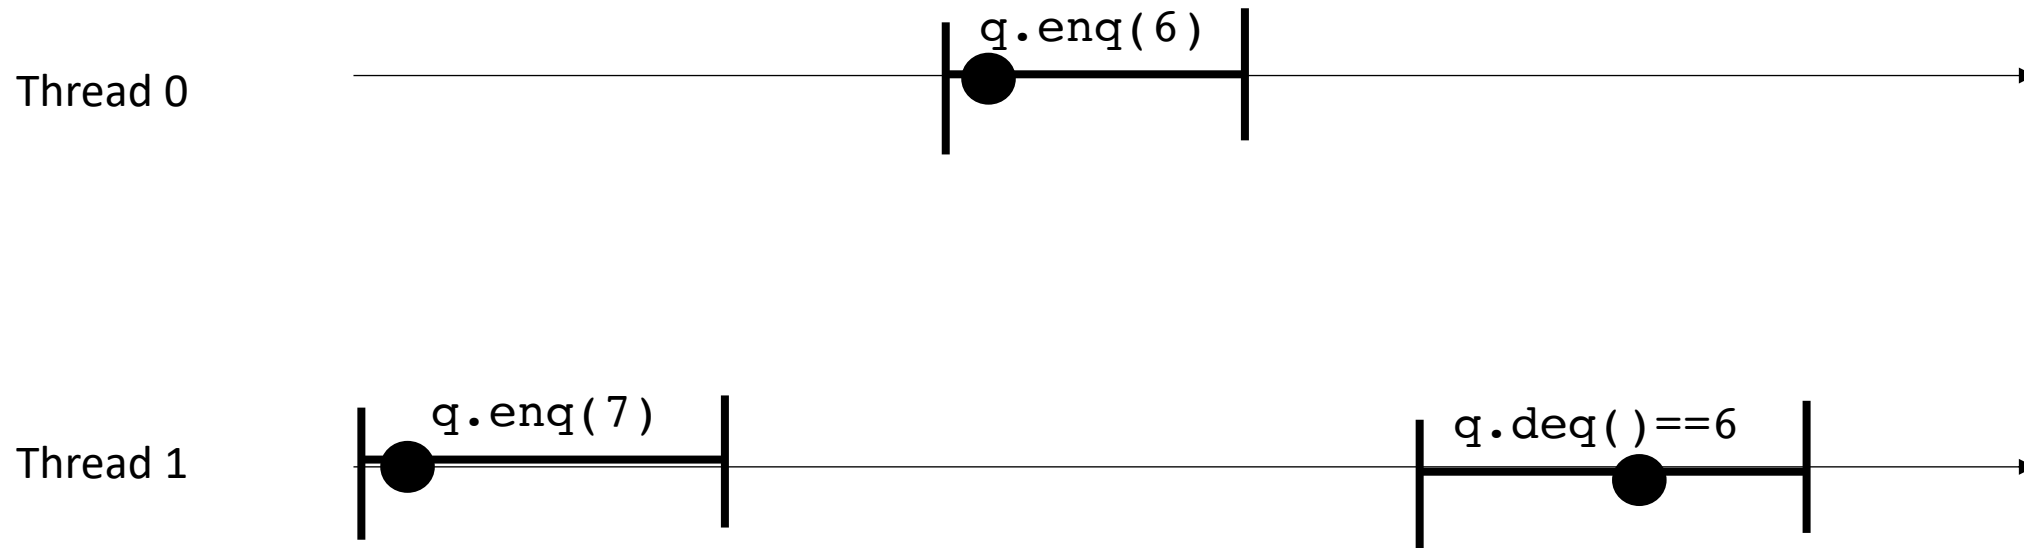 q.enq(6)
Thread 0
q.enq(7)
q.deq()==6
Thread 1